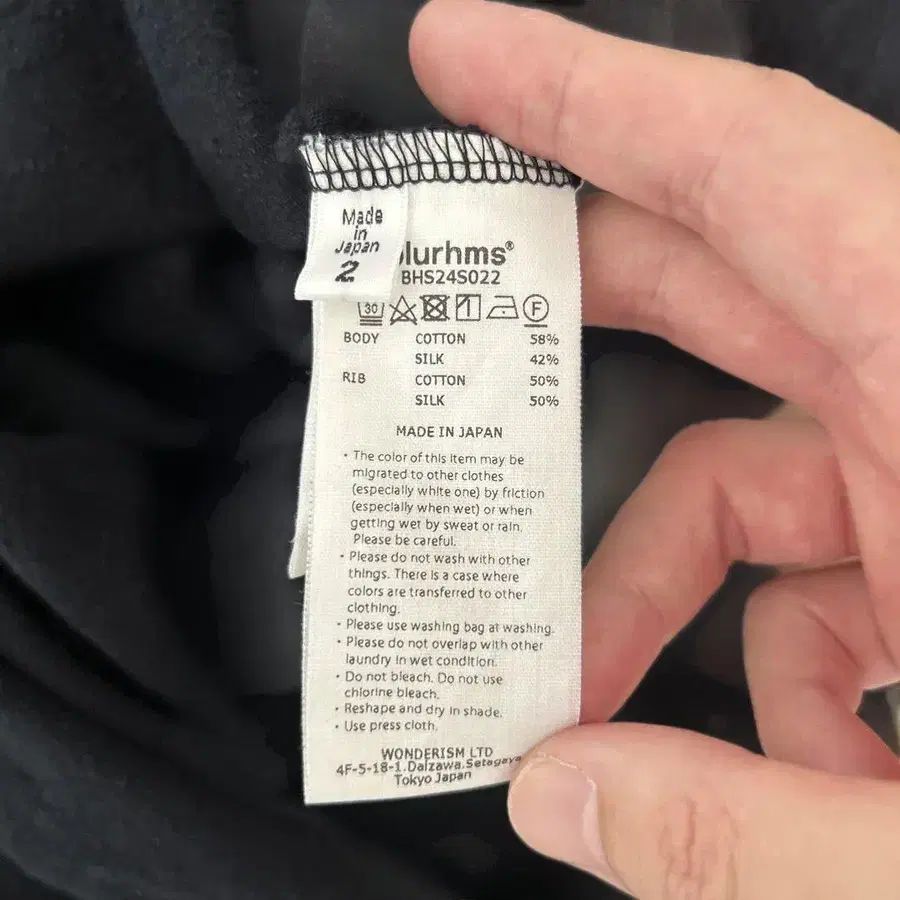 Made
in
Japan
2
lurhms®
BHS24S022
30 F
BODY COTTON 58%
SILK 42%
RIB COTTON 50%
SILK 50%
MADE IN JAPAN
・The color of this item may be
migrated to other clothes
(especially white one) by friction
(especially when wet) or when
getting wet by sweat or rain.
Please be careful.
・Please do not wash with other
things. There is a case where
colors are transferred to other
clothing.
・Please use washing bag at washing.
・Please do not overlap with other
laundry in wet condition.
・Do not bleach. Do not use
chlorine bleach.
・Reshape and dry in shade.
・Use press cloth.
WONDERISM LTD
4F-5-18-1.Daizawa.Setagaya
Tokyo Japan